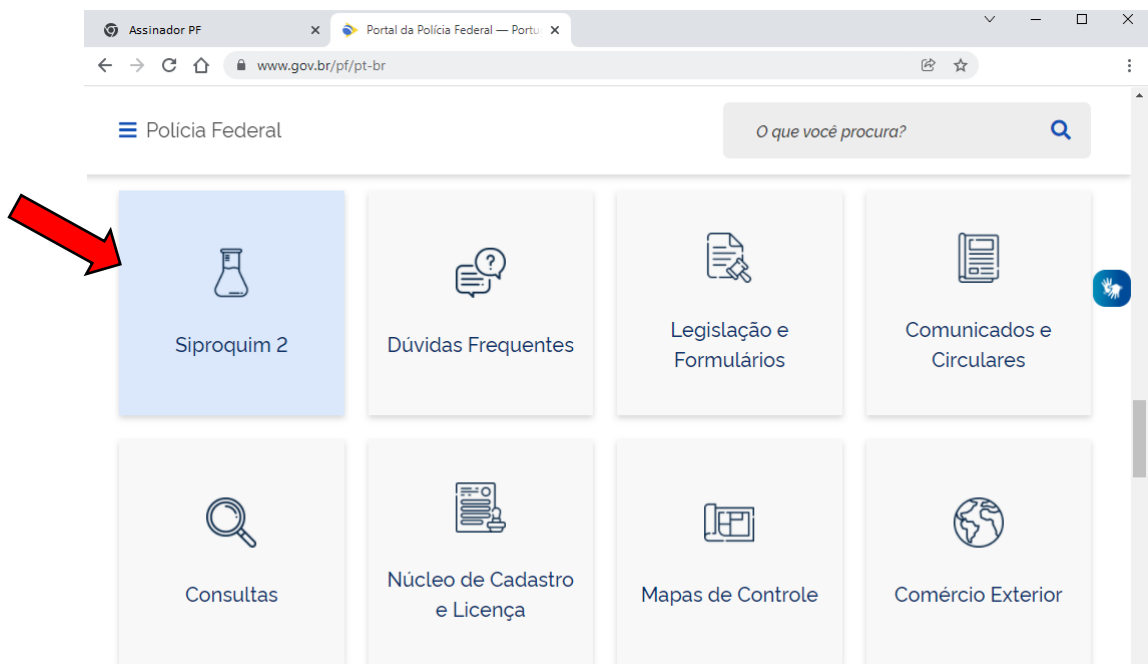 Assinador PF
Portal da Polícia Federal — Portu
www.gov.br/pf/pt-br
Polícia Federal
O que você procura?
Siproquim 2
Dúvidas Frequentes
Legislação e
Formulários
Comunicados e
Circulares
Consultas
Núcleo de Cadastro
e Licença
Mapas de Controle
Comércio Exterior